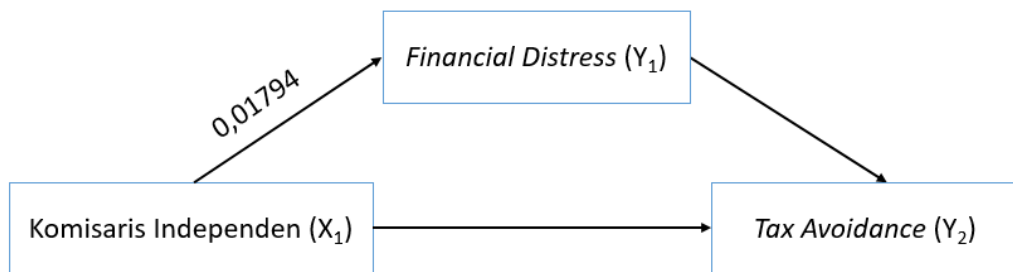 Financial Distress (Y₁)
0,01794
Komisaris Independen (X₁)
Tax Avoidance (Y₂)